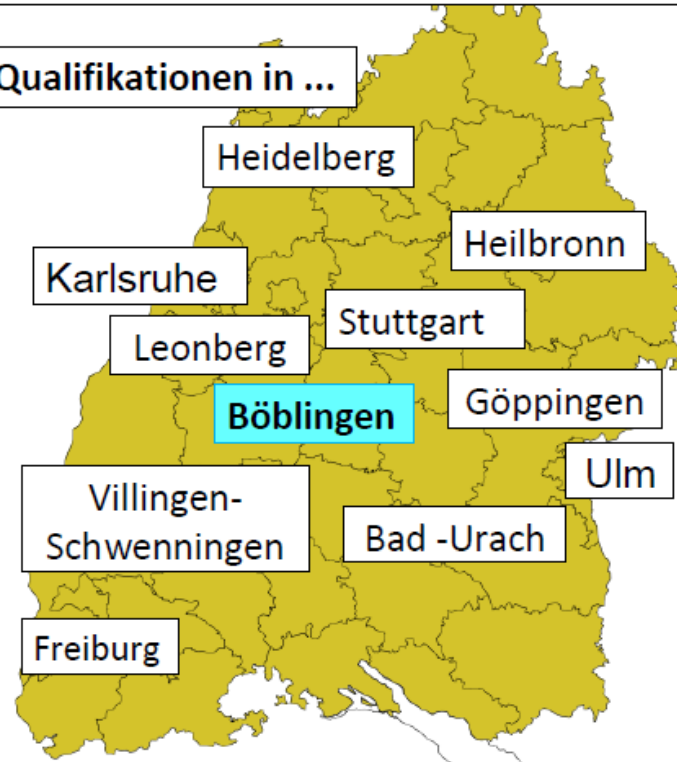 Qualifikationen in ...
Heidelberg
Heilbronn
Karlsruhe
Stuttgart
Leonberg
Böblingen
Göppingen
Ulm
Villingen-
Schwenningen
Bad -Urach
Freiburg